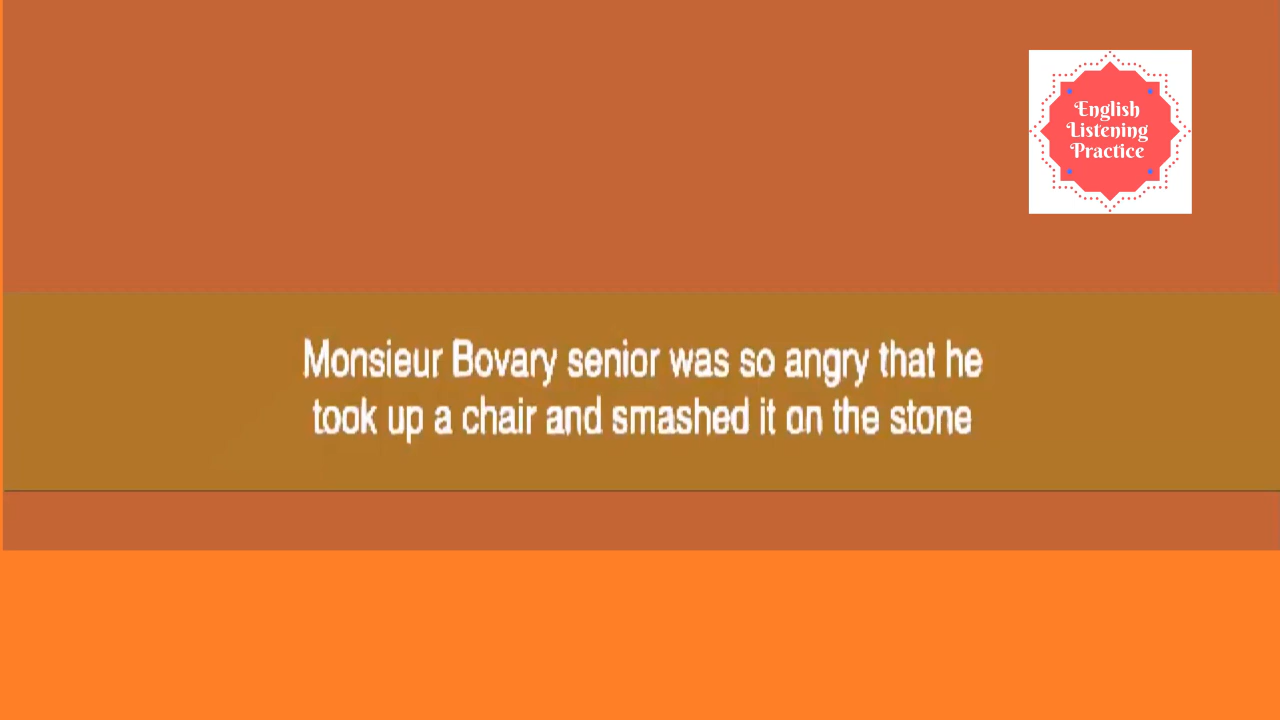 English
Listening
Practice
Monsieur Bovary senior was so angry that he
took up a chair and smashed it on the stone